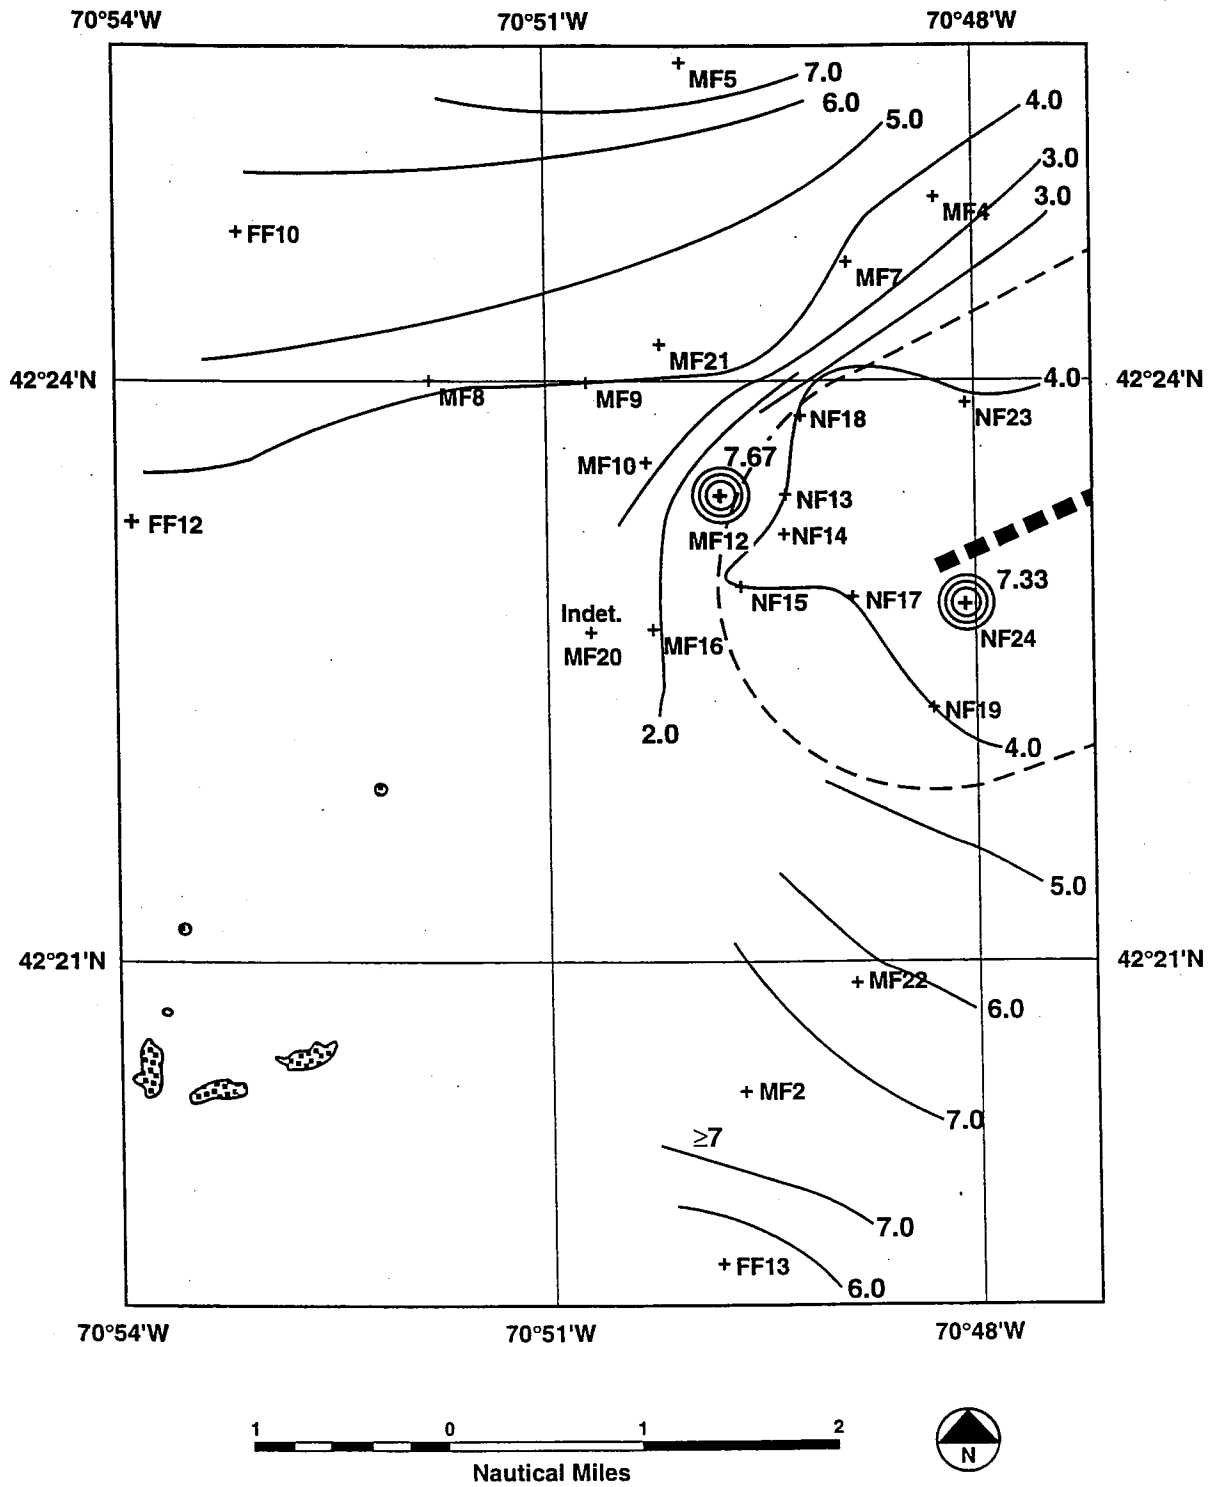 70°54'W 70°51'W 70°48'W
MF5
7.0
6.0
4.0
5.0
3.0
3.0
MF4
FF10
MF7
MF21
42°24'N
4.0
42°24'N
MF8
MF9
NF18
NF23
7.67
MF10
NF13
FF12
MF12
NF14
7.33
NF15
NF17
Indet.
NF24
MF20
MF16
NF19
2.0
4.0
5.0
42°21'N
42°21'N
MF22
6.0
MF2
7.0
≥7
7.0
FF13
6.0
70°54'W 70°51'W 70°48'W
1 0 1 2
Nautical Miles
N